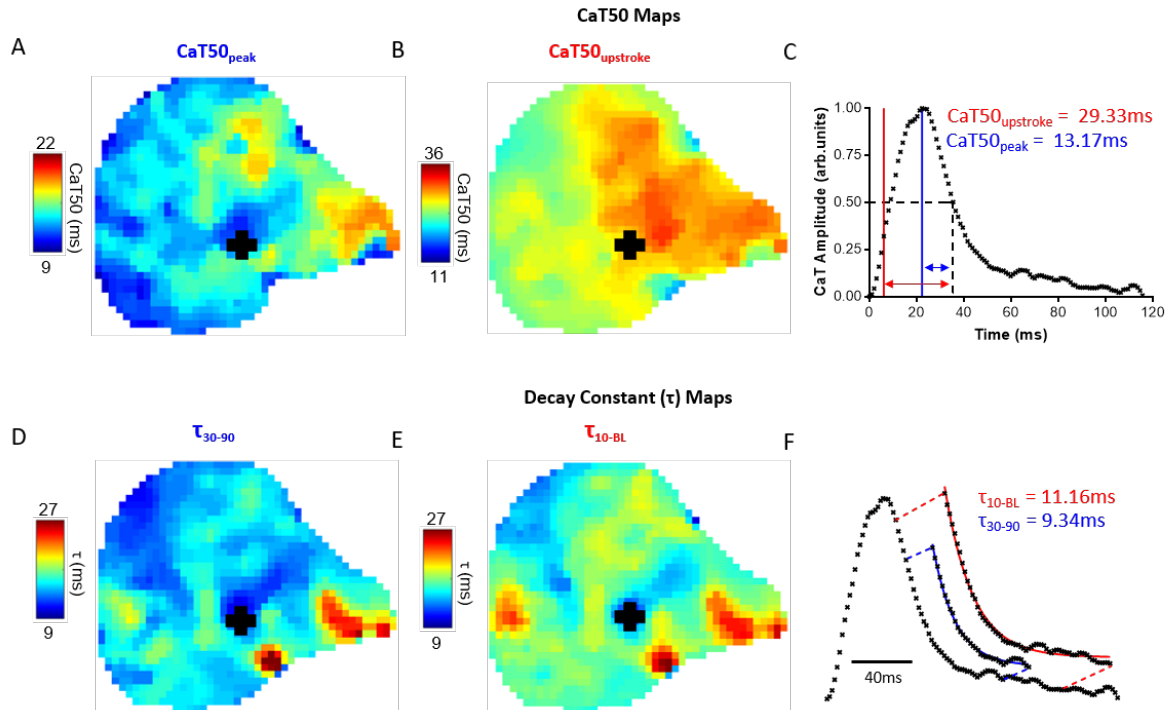 CaT50 Maps
A
CaT50peak
B
CaT50upstroke
C
22
CaT50 (ms)
9
36
CaT50 (ms)
11
CaT Amplitude (arb.units)
1.00
0.75
0.50
0.25
0.00
CaT50upstroke = 29.33ms
CaT50peak = 13.17ms
0 20 40 60 80 100 120
Time (ms)
Decay Constant (τ) Maps
D
τ30-90
E
τ10-BL
F
27
τ (ms)
9
27
τ (ms)
9
τ10-BL = 11.16ms
τ30-90 = 9.34ms
40ms